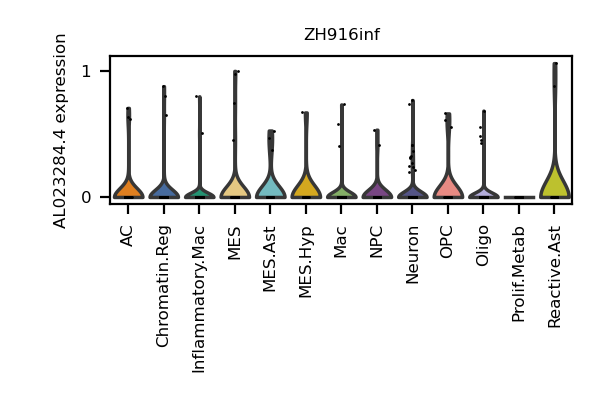 ZH916inf
AL023284.4 expression
1
0
AC
Chromatin.Reg
Inflammatory.Mac
MES
MES.Ast
MES.Hyp
Mac
NPC
Neuron
OPC
Oligo
Prolif.Metab
Reactive.Ast